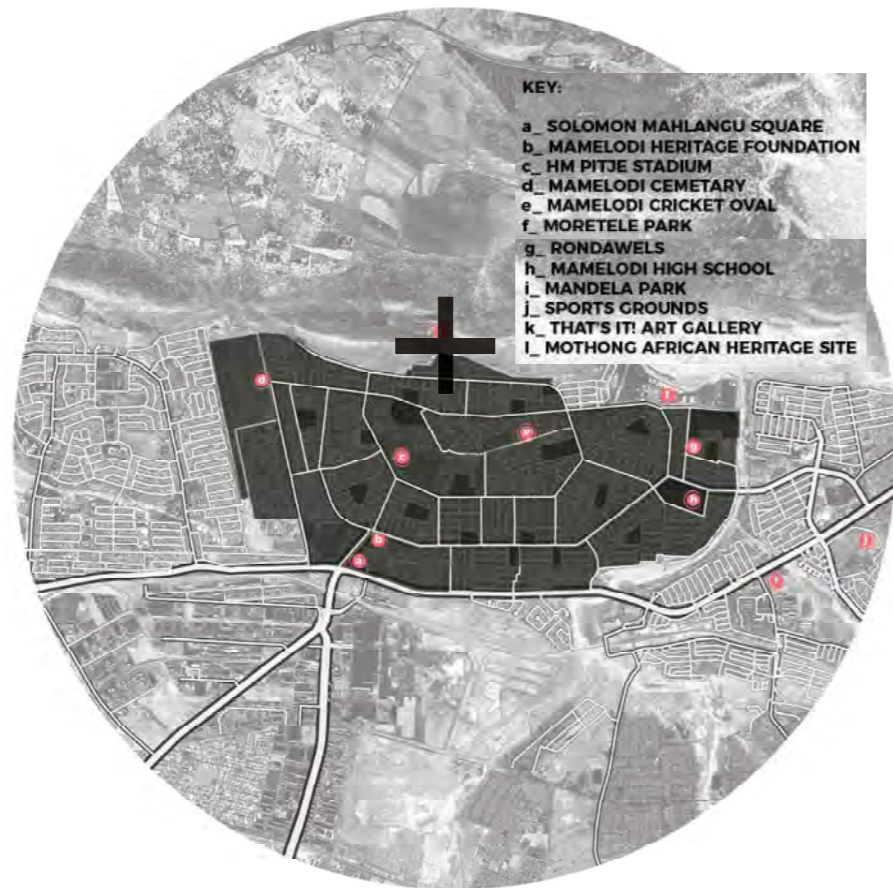 KEY:
a_ SOLOMON MAHLANGU SQUARE
b_ MAMELODI HERITAGE FOUNDATION
c_ HM PITJE STADIUM
d_ MAMELODI CEMETARY
e_ MAMELODI CRICKET OVAL
f_ MORETELE PARK
g_ RONDAWELS
h_ MAMELODI HIGH SCHOOL
i_ MANDELA PARK
j_ SPORTS GROUNDS
k_ THAT'S IT! ART GALLERY
l_ MOTHONG AFRICAN HERITAGE SITE
d
c
g
h
b
a
j